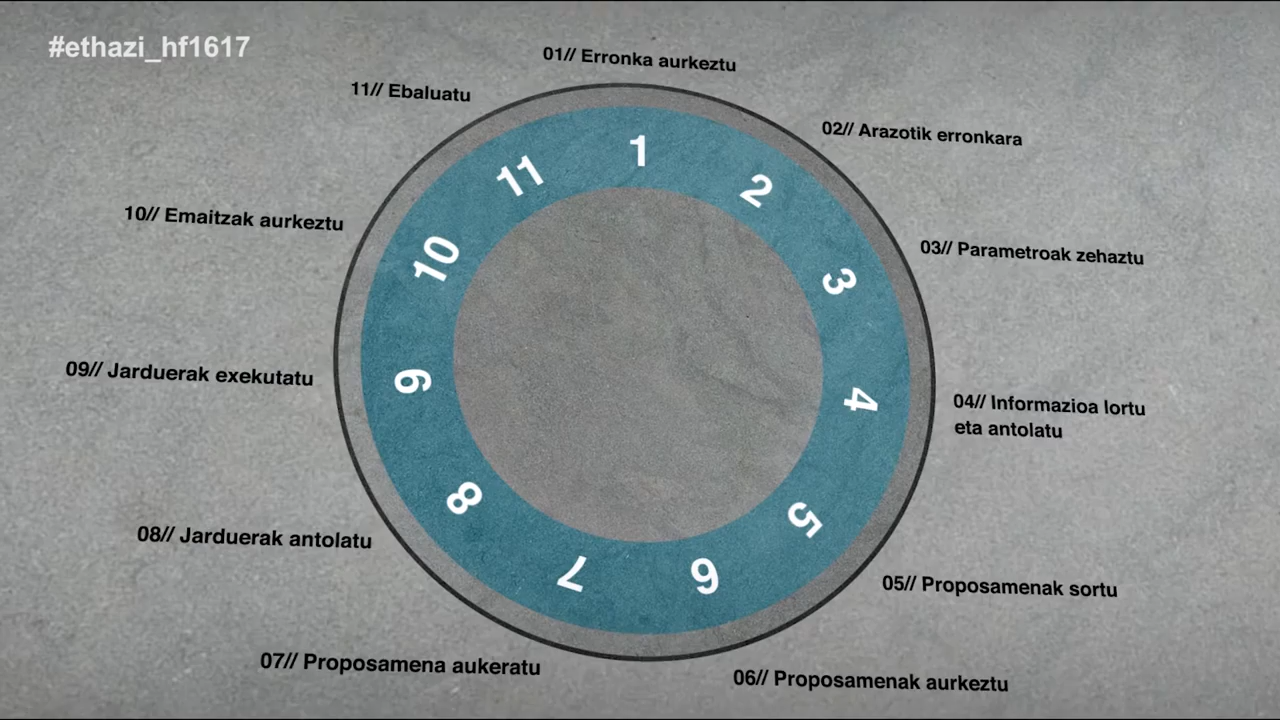 #ethazi_hf1617
01// Erronka aurkeztu
02// Arazotik erronkara
03// Parametroak zehaztu
04// Informazioa lortu
eta antolatu
05// Proposamenak sortu
06// Proposamenak aurkeztu
07// Proposamena aukeratu
08// Jarduerak antolatu
09// Jarduerak exekutatu
10// Emaitzak aurkeztu
11// Ebaluatu
1
2
3
4
5
6
7
8
9
10
11